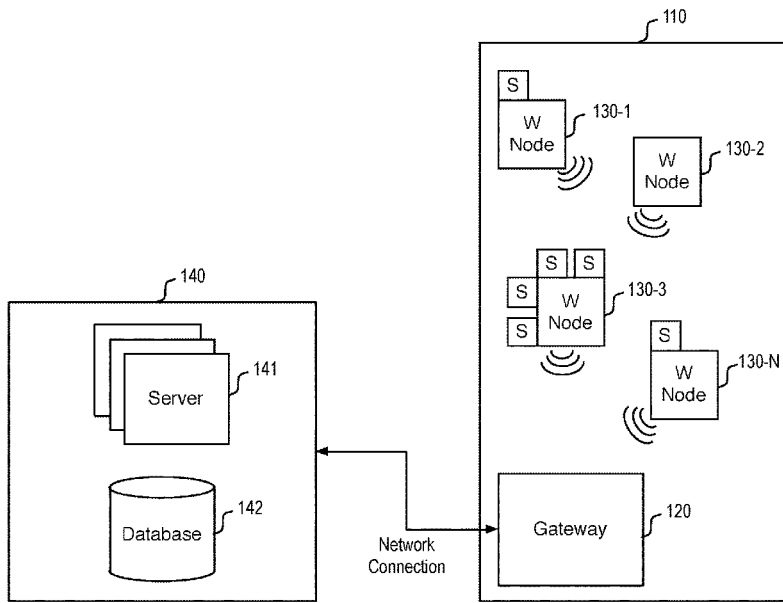 110
S
W
Node
130-1
W
Node
130-2
S
S
S
W
Node
S
130-3
S
W
Node
130-N
140
Server
141
Database
142
Network
Connection
Gateway
120